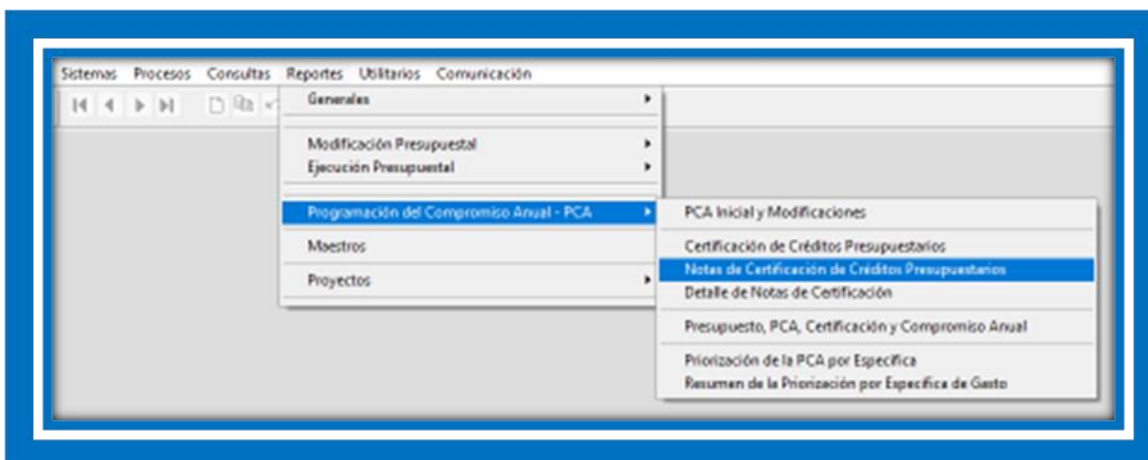 Sistemas Procesos Consultas Reportes Utilitarios Comunicación
Generales
Modificación Presupuestal
Ejecución Presupuestal
Programación del Compromiso Anual - PCA
Maestros
Proyectos
PCA Inicial y Modificaciones
Certificación de Créditos Presupuestarios
Notas de Certificación de Créditos Presupuestarios
Detalle de Notas de Certificación
Presupuesto, PCA, Certificación y Compromiso Anual
Priorización de la PCA por Específica
Resumen de la Priorización por Específica de Gasto